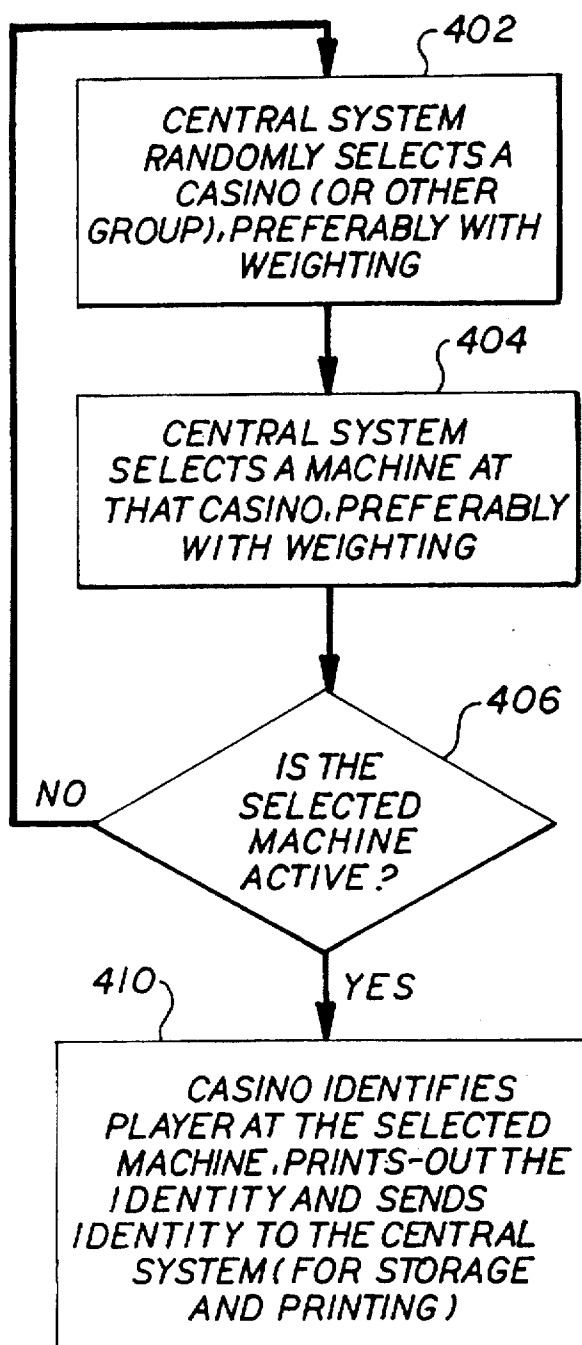 402
CENTRAL SYSTEM
RANDOMLY SELECTS A
CASINO (OR OTHER
GROUP), PREFERABLY WITH
WEIGHTING
404
CENTRAL SYSTEM
SELECTS A MACHINE AT
THAT CASINO, PREFERABLY
WITH WEIGHTING
406
IS THE
SELECTED
MACHINE
ACTIVE?
NO
YES
410
CASINO IDENTIFIES
PLAYER AT THE SELECTED
MACHINE, PRINTS-OUT THE
IDENTITY AND SENDS
IDENTITY TO THE CENTRAL
SYSTEM (FOR STORAGE
AND PRINTING)